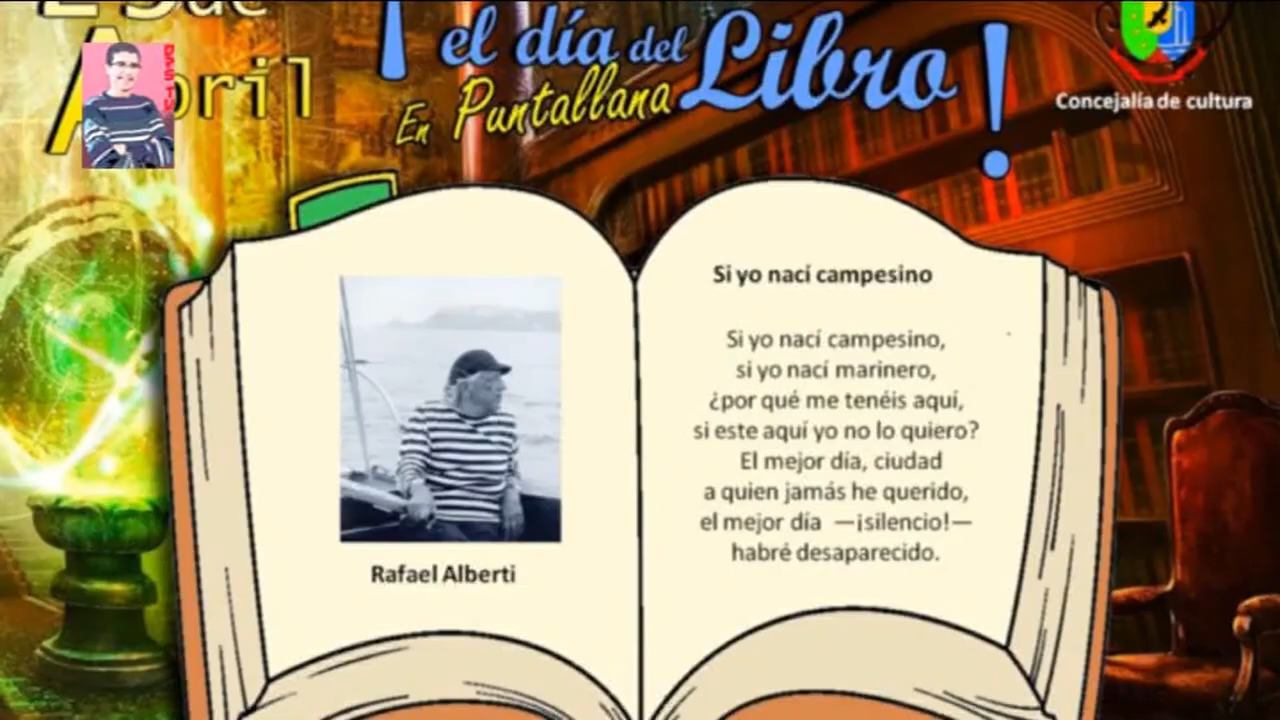 Abril
¡el día del Libro!
En Puntallana
Concejalía de cultura
Si yo nací campesino
Si yo nací campesino,
si yo nací marinero,
¿por qué me tenéis aquí,
si este aquí yo no lo quiero?
El mejor día, ciudad
a quien jamás he querido,
el mejor día —¡silencio!—
habré desaparecido.
Rafael Alberti